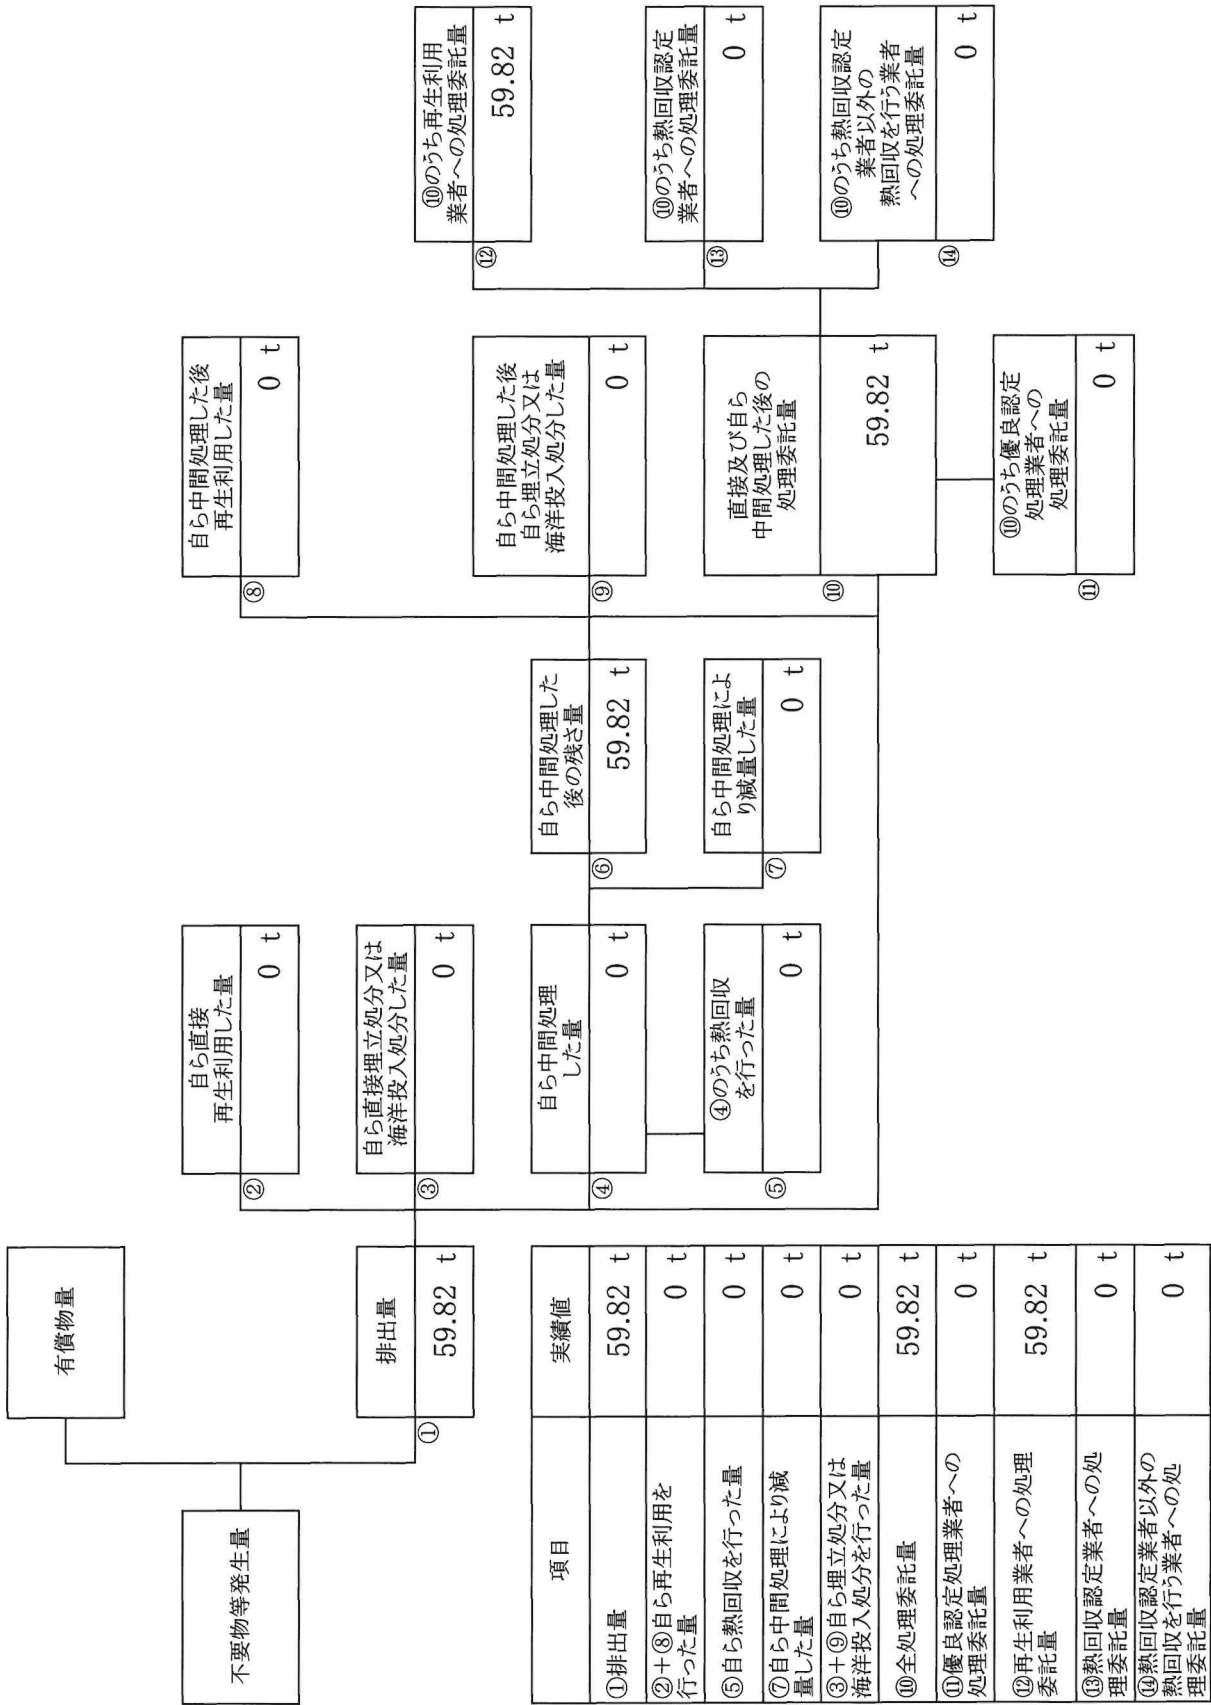 不要物等発生量
有償物量
①
排出量
59.82 t
②
自ら直接
再生利用した量
0 t
③
自ら直接埋立処分又は
海洋投入処分した量
0 t
④
自ら中間処理
した量
0 t
⑤
④のうち熱回収
を行った量
0 t
⑥
自ら中間処理した
後の残さ量
59.82 t
⑦
自ら中間処理によ
り減量した量
0 t
⑧
自ら中間処理した後
再生利用した量
0 t
⑨
自ら中間処理した後
自ら埋立処分又は
海洋投入処分した量
0 t
⑩
直接及び自ら
中間処理した後の
処理委託量
59.82 t
⑪
⑩のうち優良認定
処理業者への
処理委託量
0 t
⑫
⑩のうち再生利用
業者への処理委託量
59.82 t
⑬
⑩のうち熱回収認定
業者への処理委託量
0 t
⑭
⑩のうち熱回収認定
業者以外の
熱回収を行う業者
への処理委託量
0 t
項目 実績値
①排出量 59.82 t
②+⑧自ら再生利用を
行った量 0 t
⑤自ら熱回収を行った量 0 t
⑦自ら中間処理により減
量した量 0 t
③+⑨自ら埋立処分又は
海洋投入処分を行った量 0 t
⑩全処理委託量 59.82 t
⑪優良認定処理業者への
処理委託量 0 t
⑫再生利用業者への処理
委託量 59.82 t
⑬熱回収認定業者への処
理委託量 0 t
⑭熱回収認定業者以外の
熱回収を行う業者への処
理委託量 0 t